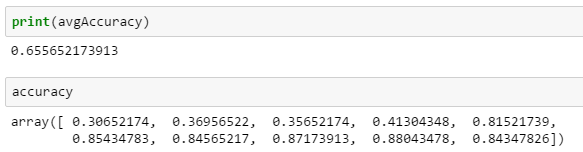 print(avgAccuracy)
0.655652173913
accuracy
array([ 0.30652174,  0.36956522,  0.35652174,  0.41304348,  0.81521739,
0.85434783,  0.84565217,  0.87173913,  0.88043478,  0.84347826])